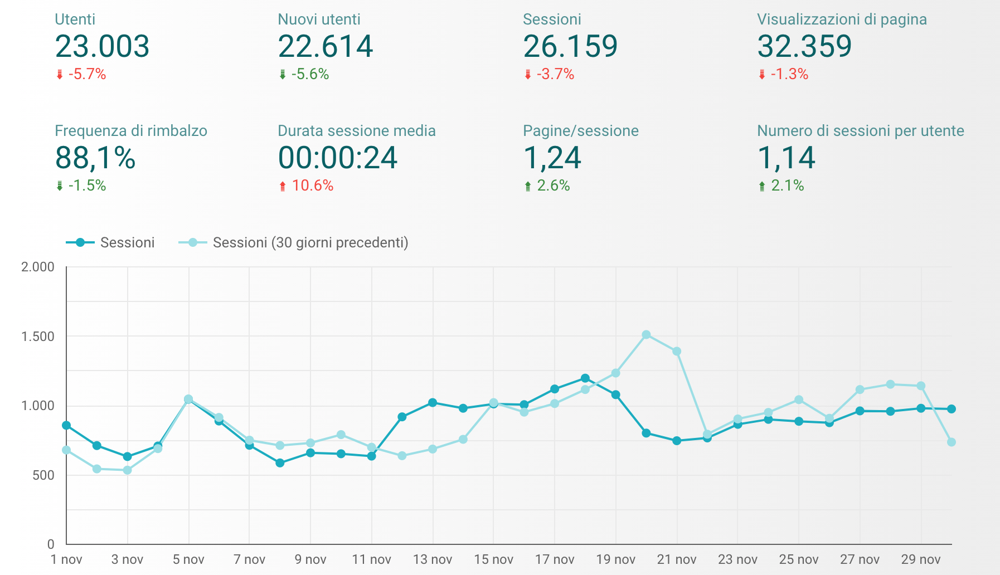 Utenti
23.003
-5.7%
Nuovi utenti
22.614
-5.6%
Sessioni
26.159
-3.7%
Visualizzazioni di pagina
32.359
-1.3%
Frequenza di rimbalzo
88,1%
-1.5%
Durata sessione media
00:00:24
10.6%
Pagine/sessione
1,24
2.6%
Numero di sessioni per utente
1,14
2.1%
Sessioni
Sessioni (30 giorni precedenti)
2.000
1.500
1.000
500
0
1 nov
3 nov
5 nov
7 nov
9 nov
11 nov
13 nov
15 nov
17 nov
19 nov
21 nov
23 nov
25 nov
27 nov
29 nov